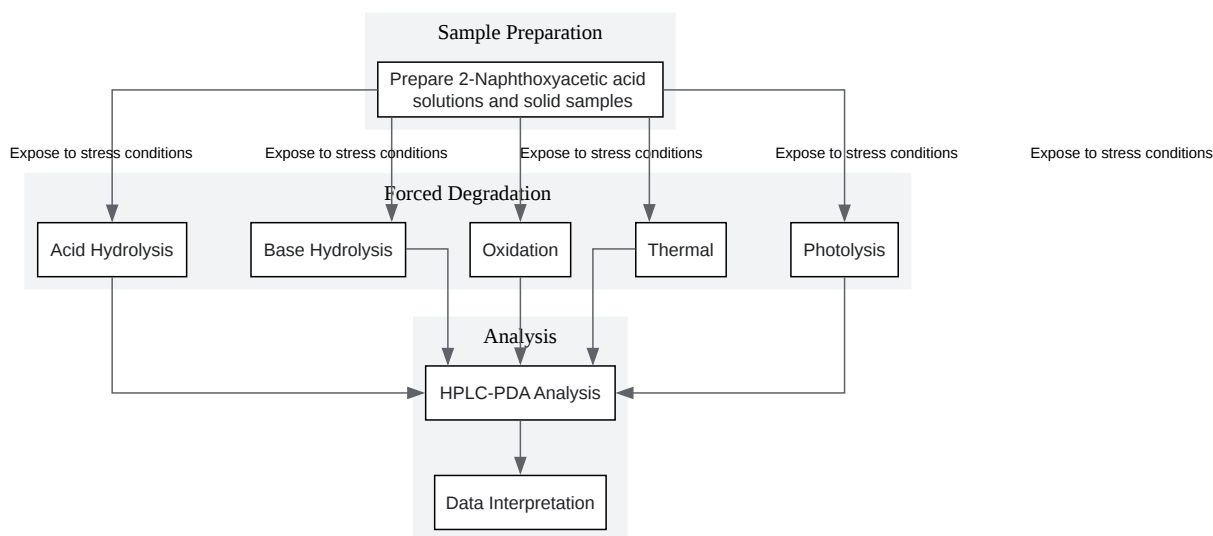 Sample Preparation
Prepare 2-Naphthoxyacetic acid
solutions and solid samples
Expose to stress conditions
Expose to stress conditions
Expose to stress conditions
Expose to stress conditions
Expose to stress conditions
Forced Degradation
Acid Hydrolysis
Base Hydrolysis
Oxidation
Thermal
Photolysis
Analysis
HPLC-PDA Analysis
Data Interpretation